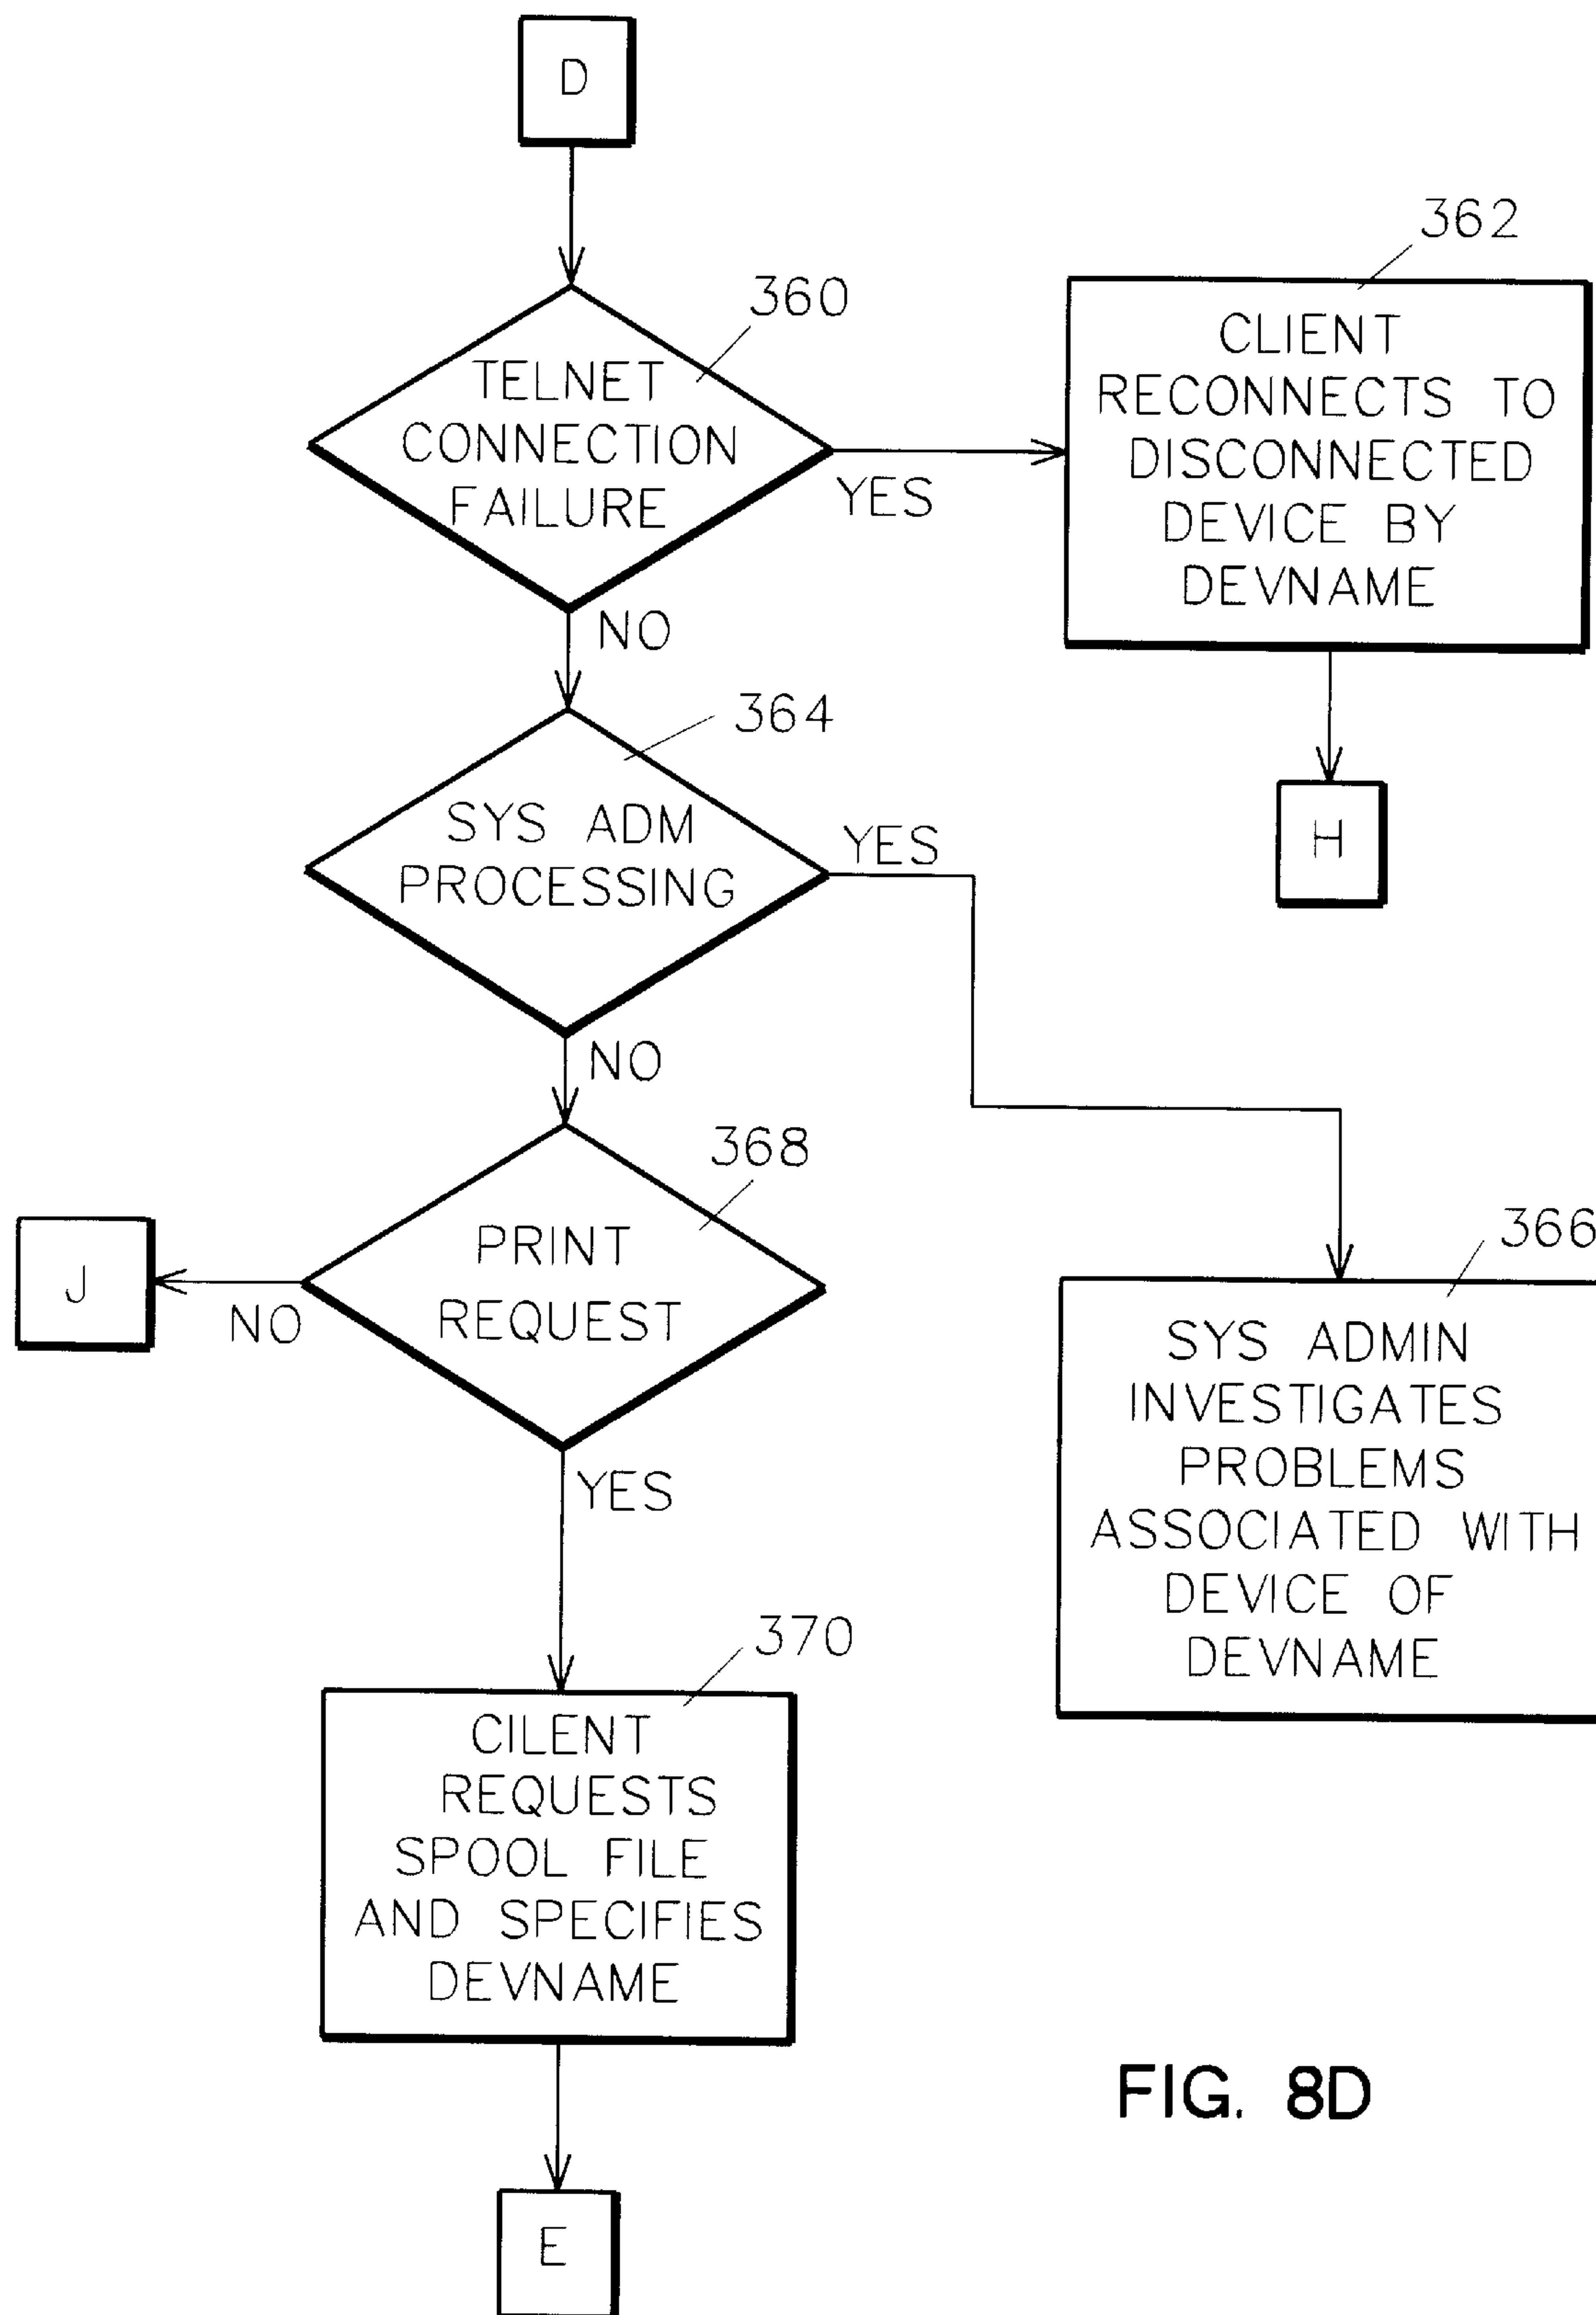 D
360
TELNET
CONNECTION
FAILURE
YES
NO
362
CLIENT
RECONNECTS TO
DISCONNECTED
DEVICE BY
DEVNAME
H
364
SYS ADM
PROCESSING
YES
NO
366
SYS ADMIN
INVESTIGATES
PROBLEMS
ASSOCIATED WITH
DEVICE OF
DEVNAME
368
PRINT
REQUEST
NO
J
YES
370
CILENT
REQUESTS
SPOOL FILE
AND SPECIFIES
DEVNAME
E
FIG. 8D